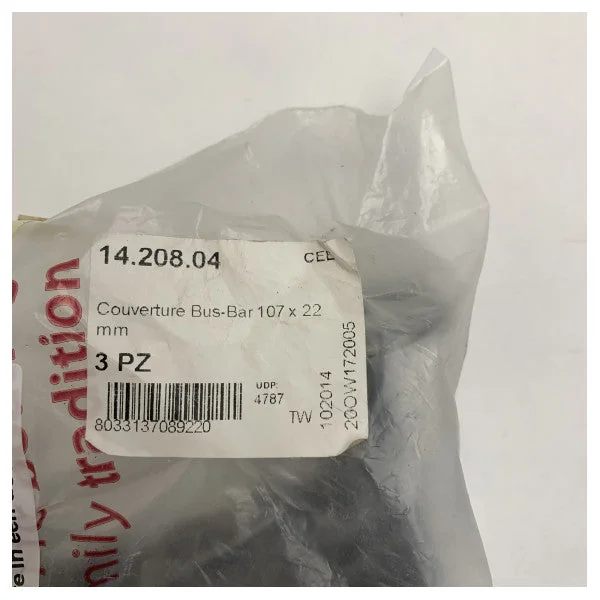 14.208.04
CEE
Couverture Bus-Bar 107 x 22
mm
3 PZ
UDP:
4787
8033137089220
TW
102014
20OW172005
tradition